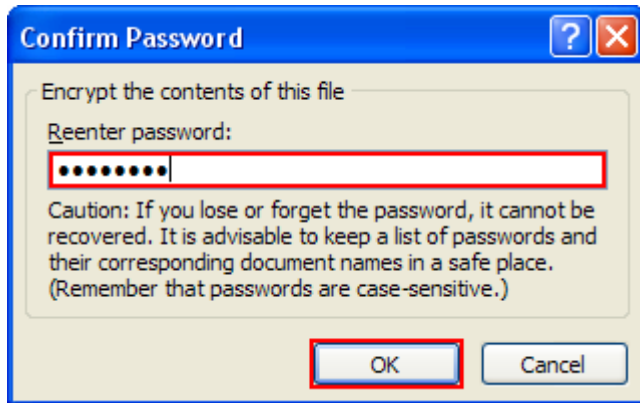 Confirm Password
?
Encrypt the contents of this file
Reenter password:
••••••••
Caution: If you lose or forget the password, it cannot be
recovered. It is advisable to keep a list of passwords and
their corresponding document names in a safe place.
(Remember that passwords are case-sensitive.)
OK Cancel